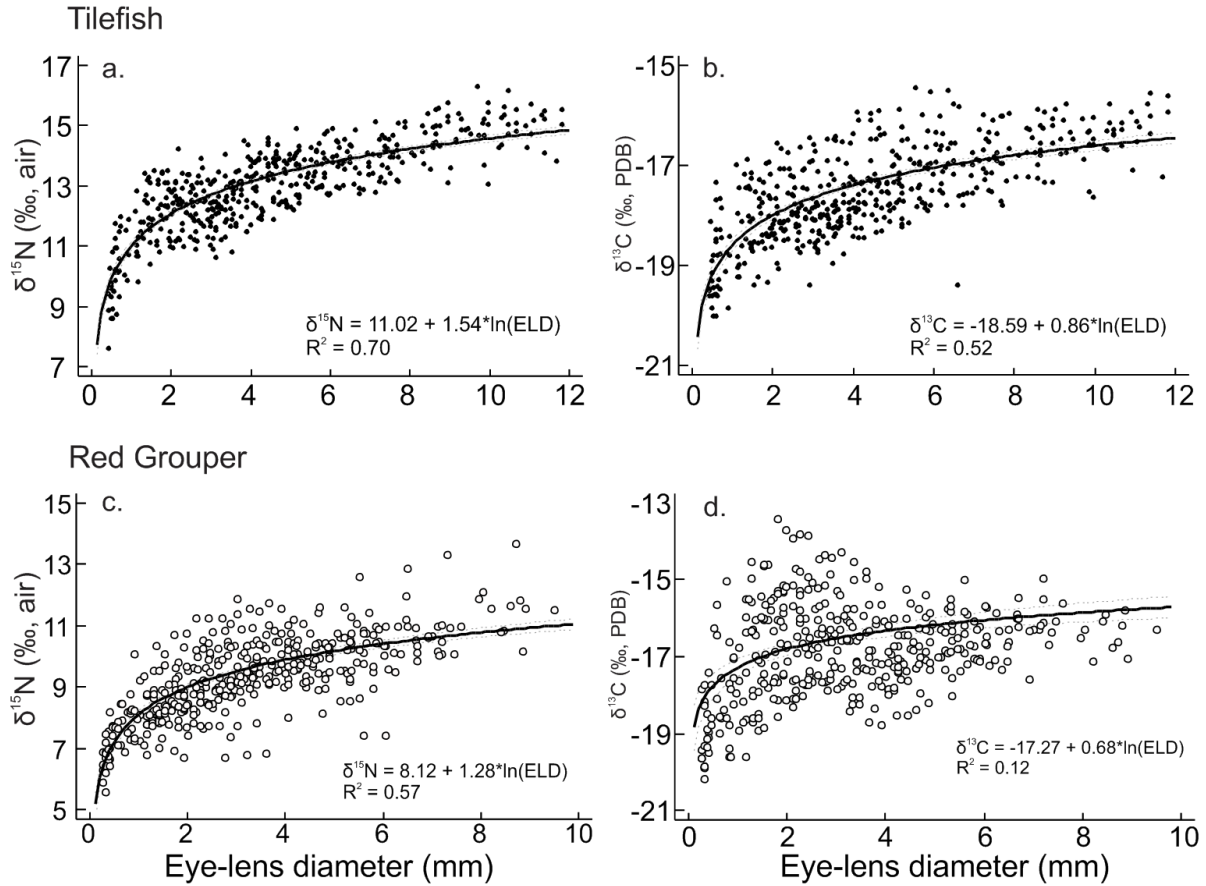 Tilefish
a.
17
15
13
11
9
7
δ¹⁵N (‰, air)
δ¹⁵N = 11.02 + 1.54*ln(ELD)
R² = 0.70
0 2 4 6 8 10 12
b.
-15
-17
-19
-21
δ¹³C (‰, PDB)
δ¹³C = -18.59 + 0.86*ln(ELD)
R² = 0.52
0 2 4 6 8 10 12
Red Grouper
c.
15
13
11
9
7
5
δ¹⁵N (‰, air)
δ¹⁵N = 8.12 + 1.28*ln(ELD)
R² = 0.57
0 2 4 6 8 10
Eye-lens diameter (mm)
d.
-13
-15
-17
-19
-21
δ¹³C (‰, PDB)
δ¹³C = -17.27 + 0.68*ln(ELD)
R² = 0.12
0 2 4 6 8 10
Eye-lens diameter (mm)